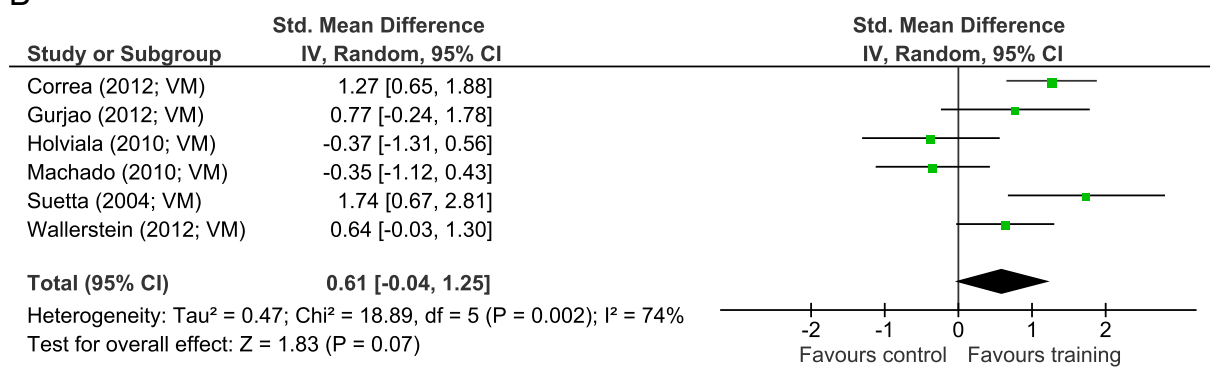 Std. Mean Difference Std. Mean Difference
Study or Subgroup IV, Random, 95% CI IV, Random, 95% CI
Correa (2012; VM) 1.27 [0.65, 1.88]
Gurjao (2012; VM) 0.77 [-0.24, 1.78]
Holviala (2010; VM) -0.37 [-1.31, 0.56]
Machado (2010; VM) -0.35 [-1.12, 0.43]
Suetta (2004; VM) 1.74 [0.67, 2.81]
Wallerstein (2012; VM) 0.64 [-0.03, 1.30]
Total (95% CI) 0.61 [-0.04, 1.25]
Heterogeneity: Tau² = 0.47; Chi² = 18.89, df = 5 (P = 0.002); I² = 74%
Test for overall effect: Z = 1.83 (P = 0.07)
-2 -1 0 1 2
Favours control Favours training